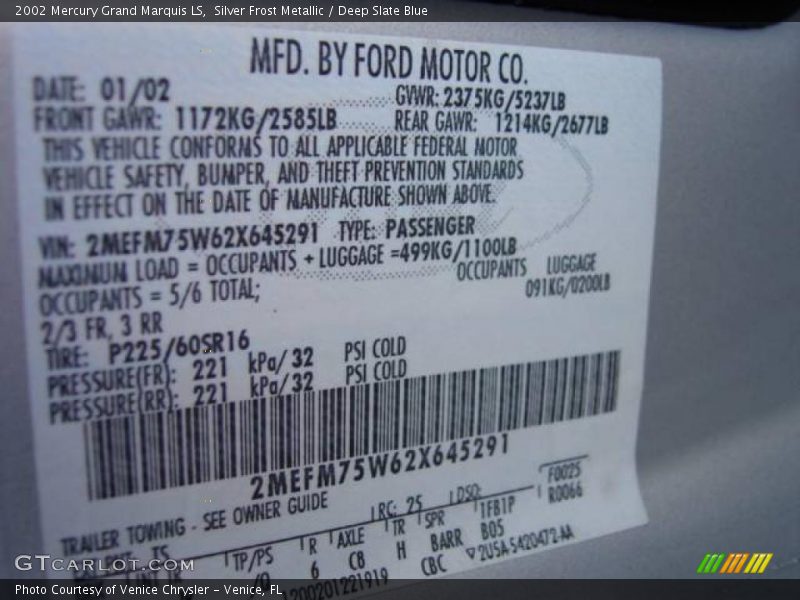 2002 Mercury Grand Marquis LS,  Silver Frost Metallic / Deep Slate Blue
MFD. BY FORD MOTOR CO.
DATE: 01/02 GVWR: 2375KG/5237LB
FRONT GAWR: 1172KG/2585LB REAR GAWR: 1214KG/2677LB
THIS VEHICLE CONFORMS TO ALL APPLICABLE FEDERAL MOTOR
VEHICLE SAFETY, BUMPER, AND THEFT PREVENTION STANDARDS
IN EFFECT ON THE DATE OF MANUFACTURE SHOWN ABOVE.
VIN: 2MEFM75W62X645291 TYPE: PASSENGER
MAXIMUM LOAD = OCCUPANTS + LUGGAGE =499KG/1100LB
OCCUPANTS = 5/6 TOTAL; OCCUPANTS LUGGAGE
2/3 FR, 3 RR 091KG/0200LB
TIRE: P225/60SR16
PRESSURE(FR): 221 kPa/32 PSI COLD
PRESSURE(RR): 221 kPa/32 PSI COLD
2MEFM75W62X645291
TRAILER TOWING - SEE OWNER GUIDE
RC: 25 DSO: F0025
R0066
TP/PS R AXLE TR SPR 1FB1P
TS 6 CB H BARR B05
CBC 2U5A 5420472 AA
1200201221919
GTCarLot.com
Photo Courtesy of Venice Chrysler - Venice, FL